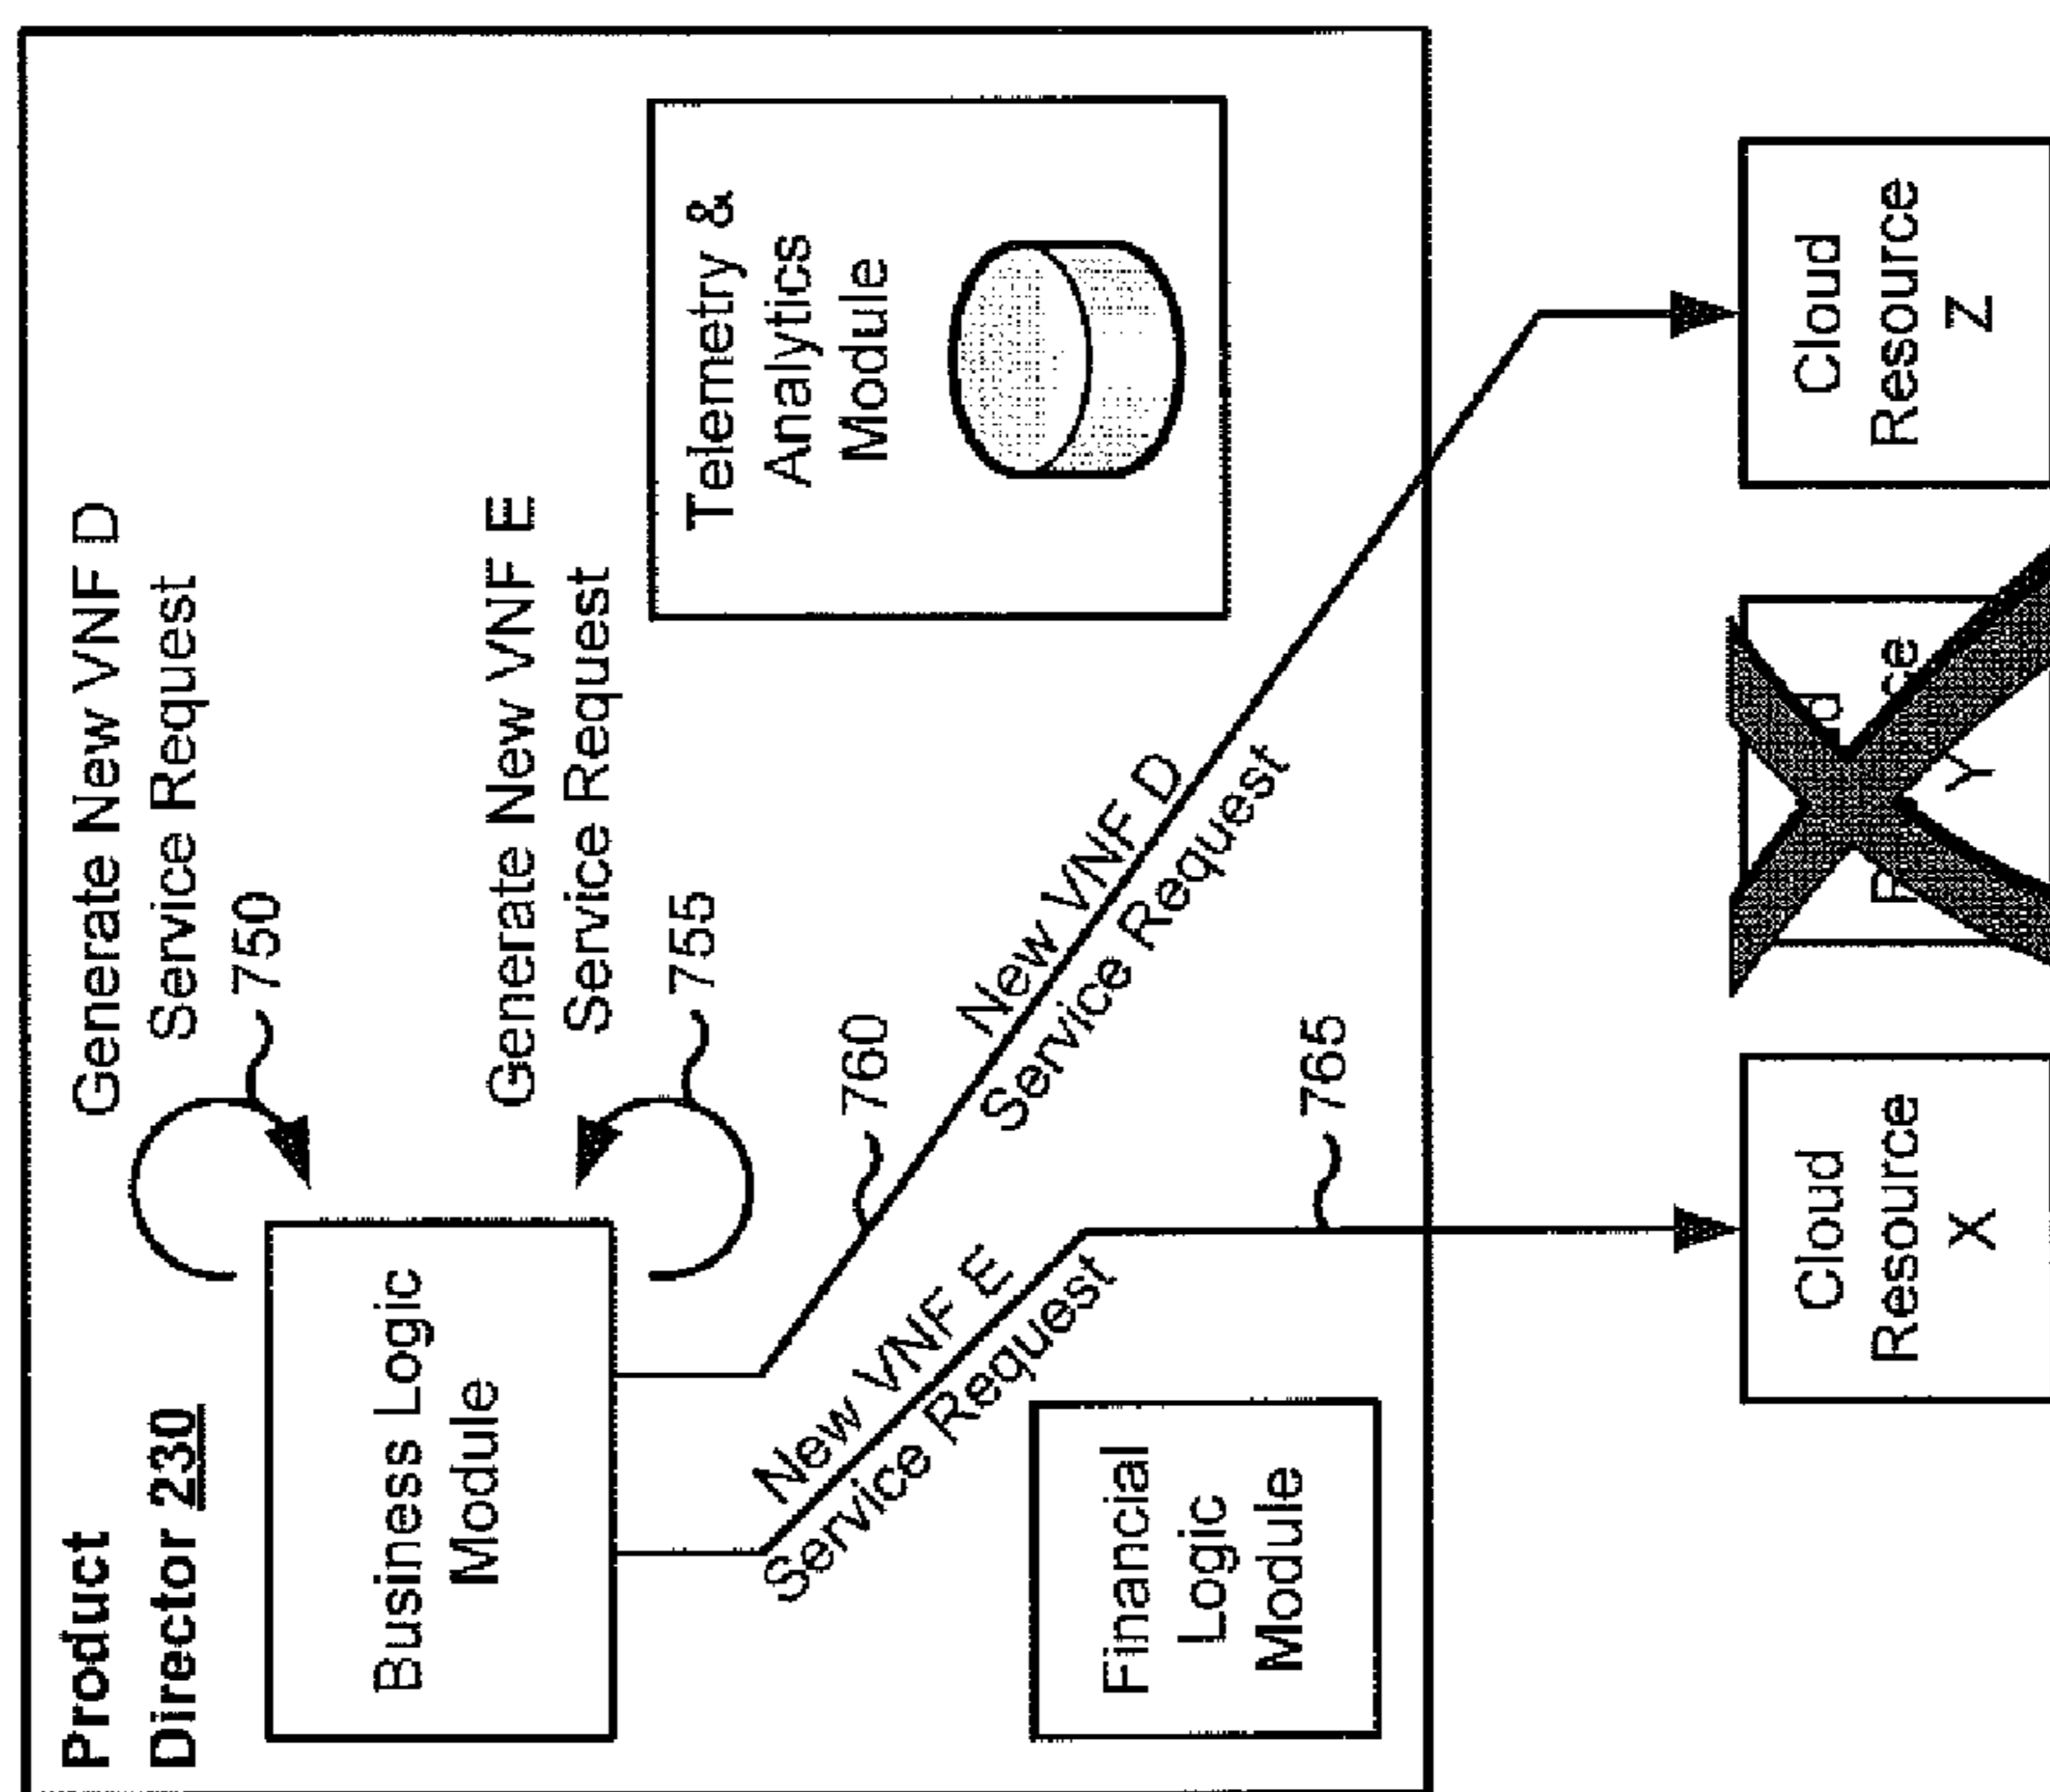 Product
Director 230
Generate New VNF D
Service Request
750
Business Logic
Module
Generate New VNF E
Service Request
755
Telemetry &
Analytics
Module
760
New VNF D
Service Request
New VNF E
Service Request
765
Financial
Logic
Module
Cloud
Resource
X
Y
Cloud
Resource
Z